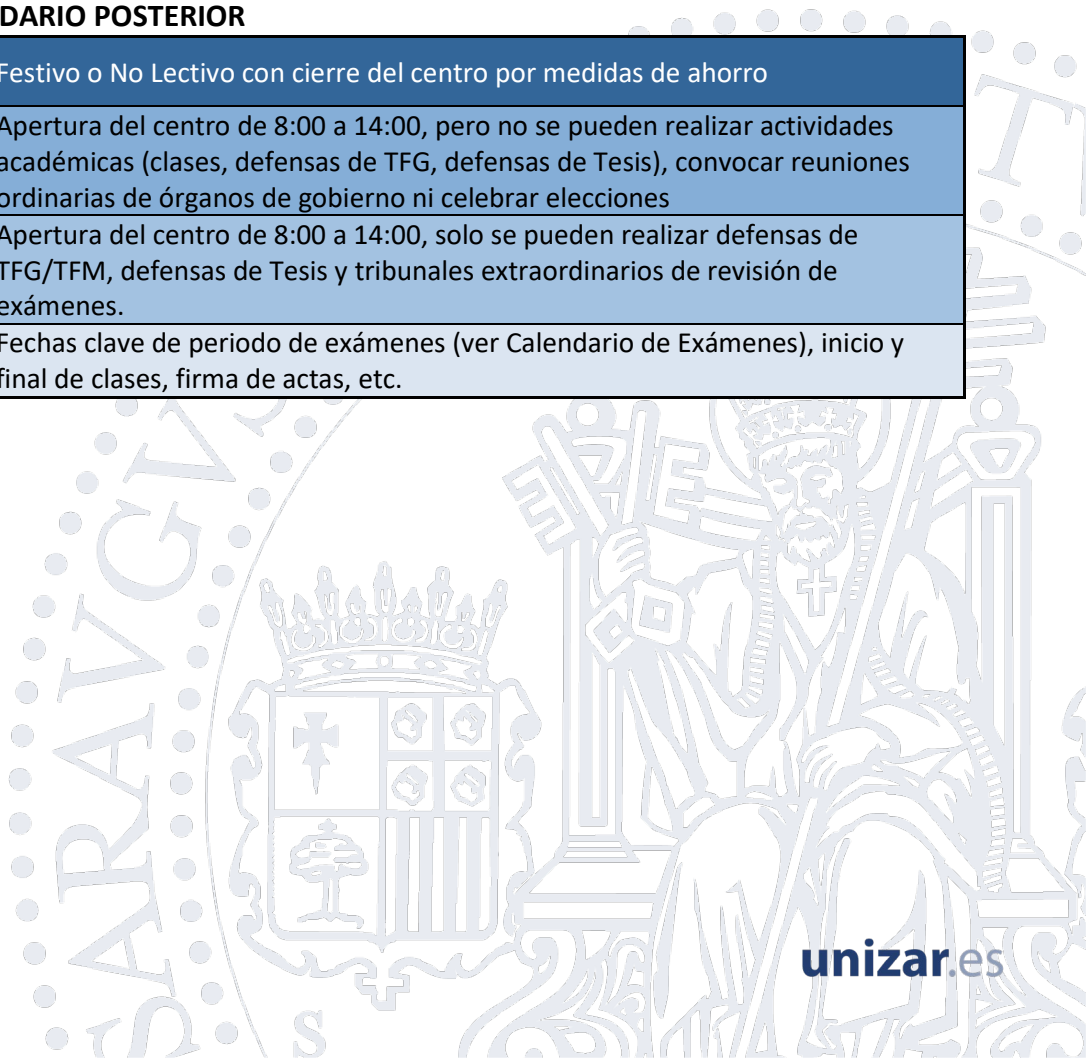 DARIO POSTERIOR
Festivo o No Lectivo con cierre del centro por medidas de ahorro
Apertura del centro de 8:00 a 14:00, pero no se pueden realizar actividades
académicas (clases, defensas de TFG, defensas de Tesis), convocar reuniones
ordinarias de órganos de gobierno ni celebrar elecciones
Apertura del centro de 8:00 a 14:00, solo se pueden realizar defensas de
TFG/TFM, defensas de Tesis y tribunales extraordinarios de revisión de
exámenes.
Fechas clave de periodo de exámenes (ver Calendario de Exámenes), inicio y
final de clases, firma de actas, etc.
unizar.es